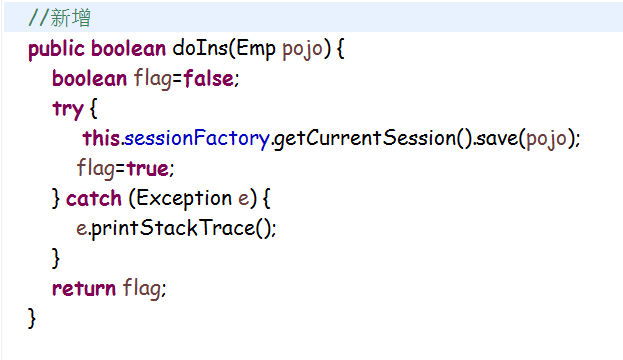 //新增
public boolean doIns(Emp pojo) {
boolean flag=false;
try {
this.sessionFactory.getCurrentSession().save(pojo);
flag=true;
} catch (Exception e) {
e.printStackTrace();
}
return flag;
}